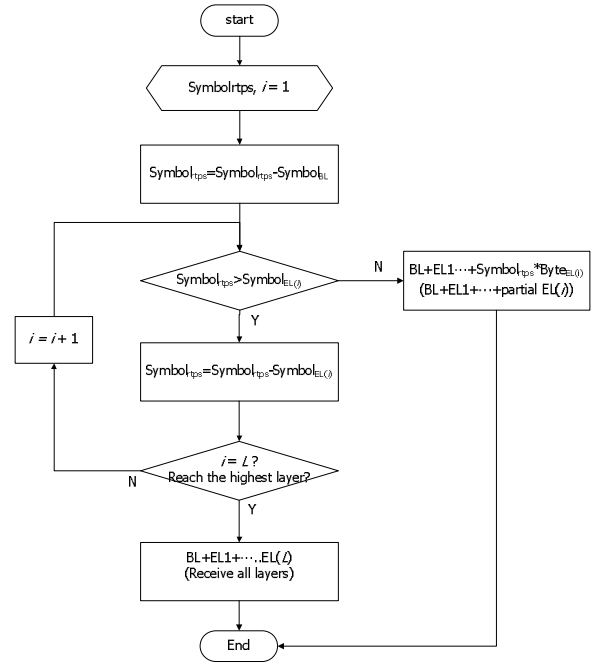 start
Symbolrtps, i = 1
Symbolrtps=Symbolrtps-SymbolBL
Symbolrtps>SymbolEL(i)
N
BL+EL1⋯+Symbolrtps*ByteEL(i)
(BL+EL1+⋯+partial EL(i))
Y
i = i + 1
Symbolrtps=Symbolrtps-SymbolEL(i)
i = L ?
Reach the highest layer?
N
Y
BL+EL1+⋯..EL(L)
(Receive all layers)
End